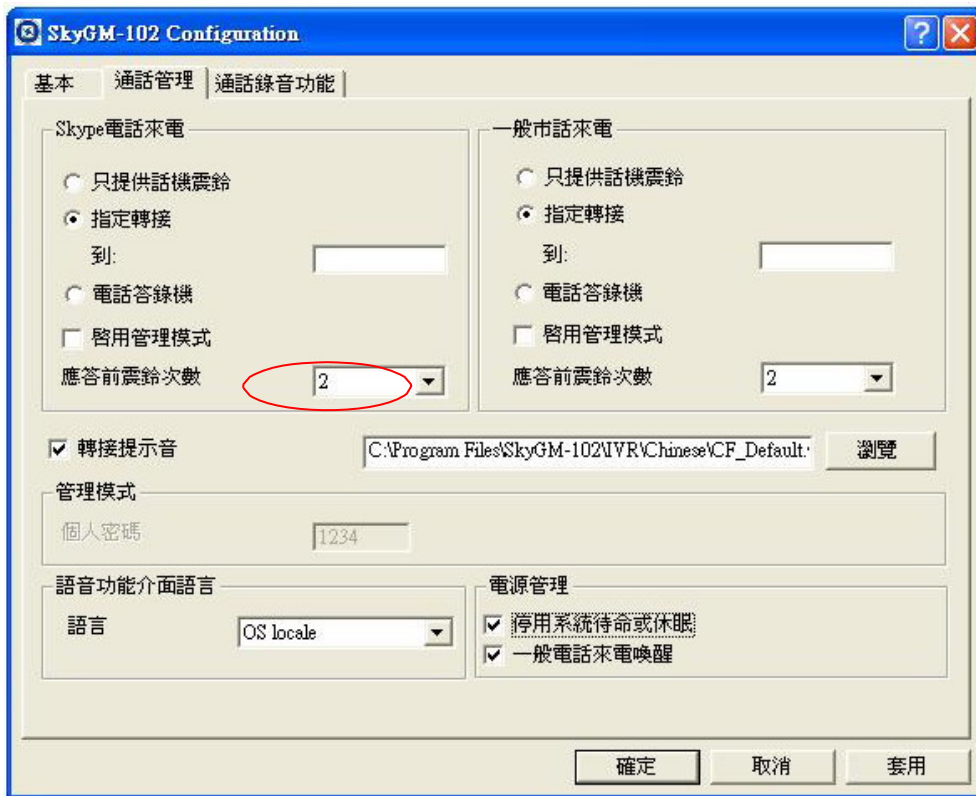 SkyGM-102 Configuration
基本 通話管理 通話錄音功能
Skype電話來電
只提供話機震鈴
指定轉接
到:
電話答錄機
啓用管理模式
應答前震鈴次數 2
一般市話來電
只提供話機震鈴
指定轉接
到:
電話答錄機
啓用管理模式
應答前震鈴次數 2
轉接提示音 C:\Program Files\SkyGM-102\IVR\Chinese\CF_Default. 瀏覽
管理模式
個人密碼 1234
語音功能介面語言
語言 OS locale
電源管理
停用系統待命或休眠
一般電話來電喚醒
確定 取消 套用